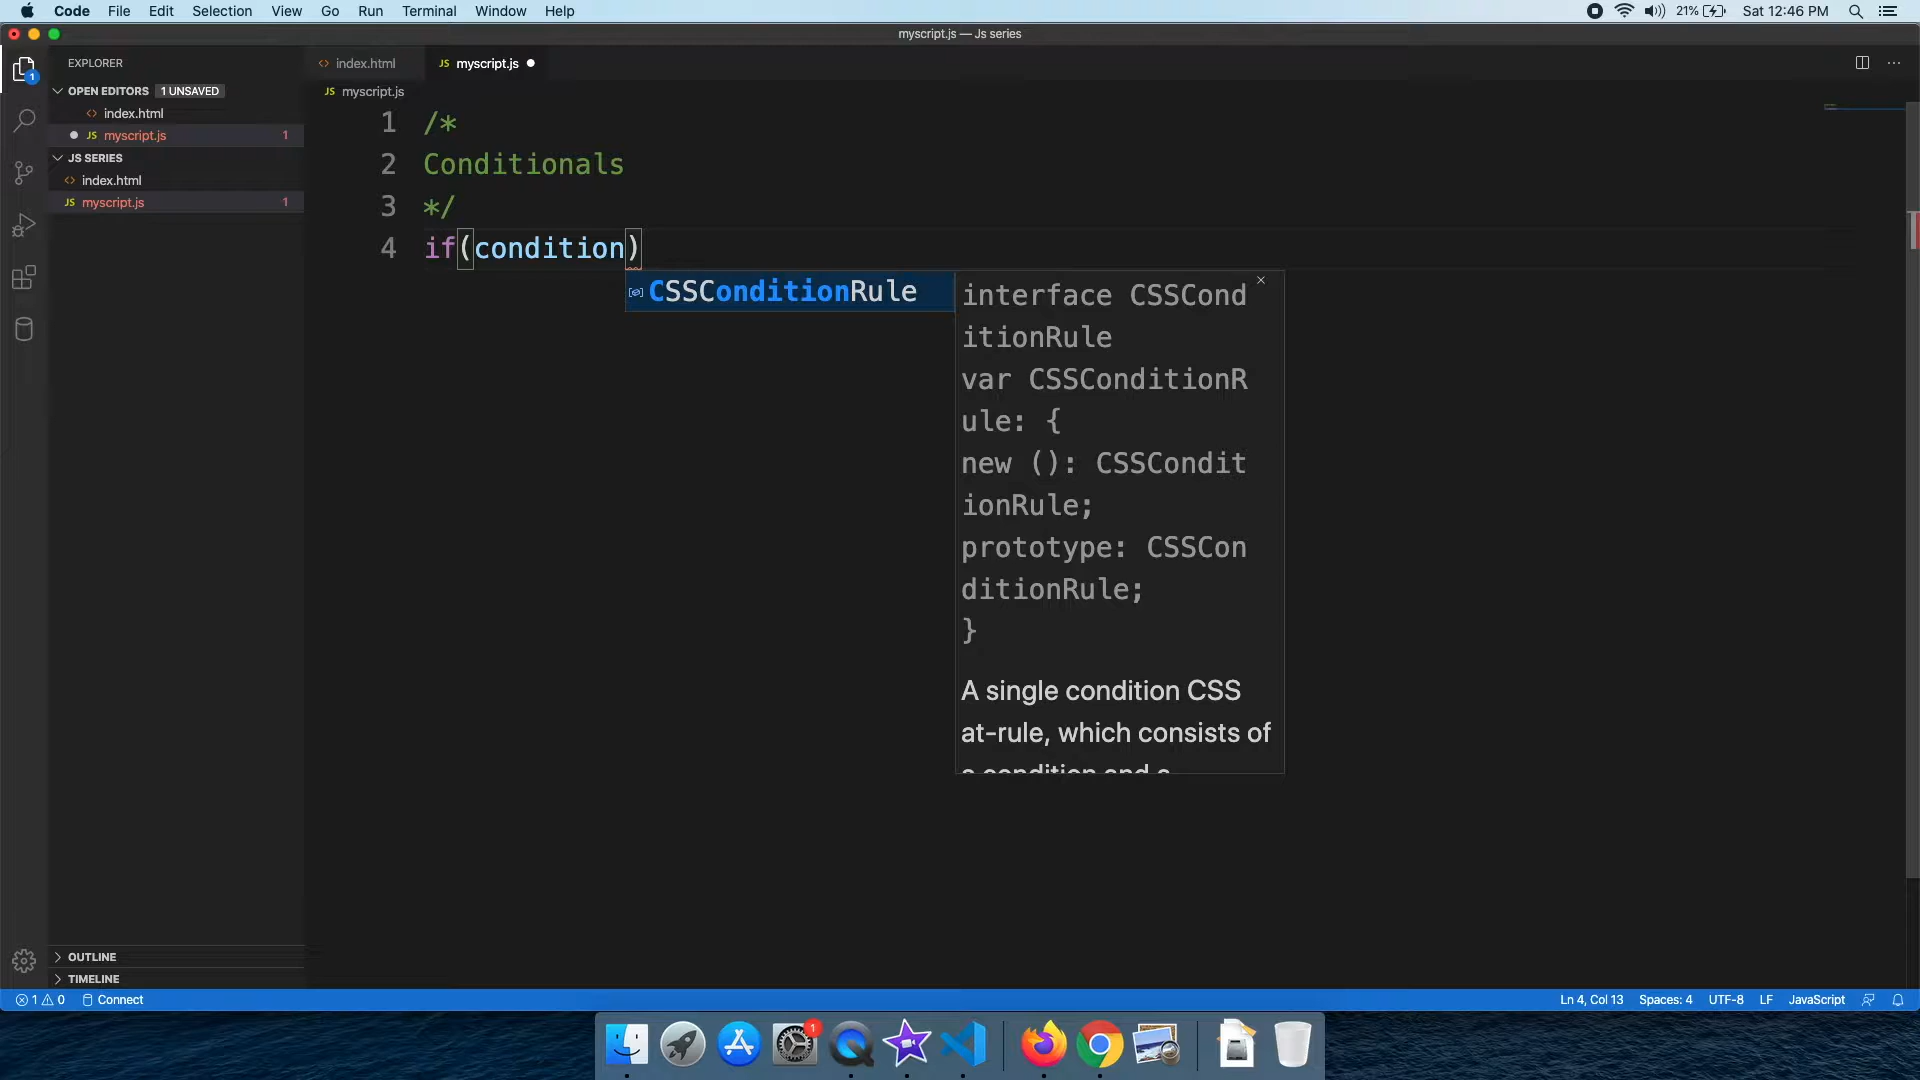 Code File Edit Selection View Go Run Terminal Window Help 21% Sat 12:46 PM
myscript.js — Js series
EXPLORER
index.html
JS myscript.js
1
OPEN EDITORS 1 UNSAVED
JS myscript.js
index.html
JS myscript.js 1
JS SERIES
index.html
JS myscript.js 1
1 /*
2 Conditionals
3 */
4 if(condition)
CSSConditionRule
interface CSSCond
itionRule
var CSSConditionR
ule: {
new (): CSSCondit
ionRule;
prototype: CSSCon
ditionRule;
}
A single condition CSS
at-rule, which consists of
a condition and a
OUTLINE
TIMELINE
1 0 Connect
Ln 4, Col 13 Spaces: 4 UTF-8 LF JavaScript
1